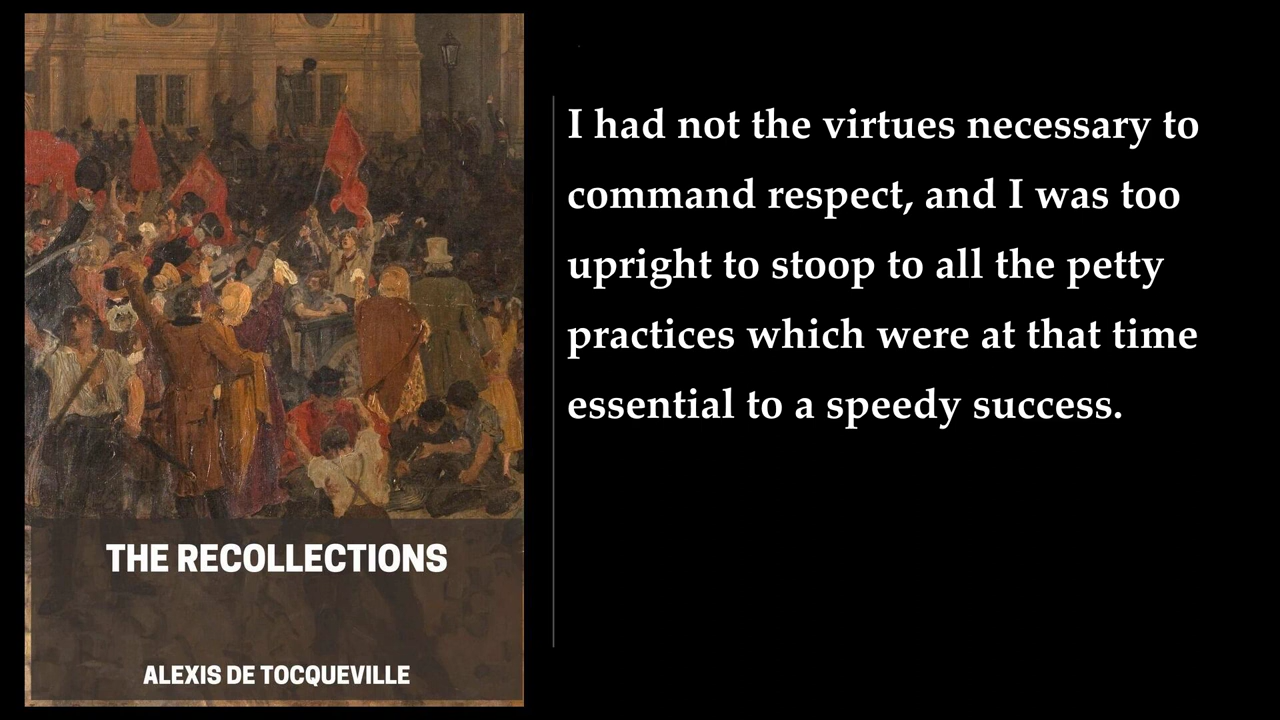 THE RECOLLECTIONS
ALEXIS DE TOCQUEVILLE
I had not the virtues necessary to
command respect, and I was too
upright to stoop to all the petty
practices which were at that time
essential to a speedy success.